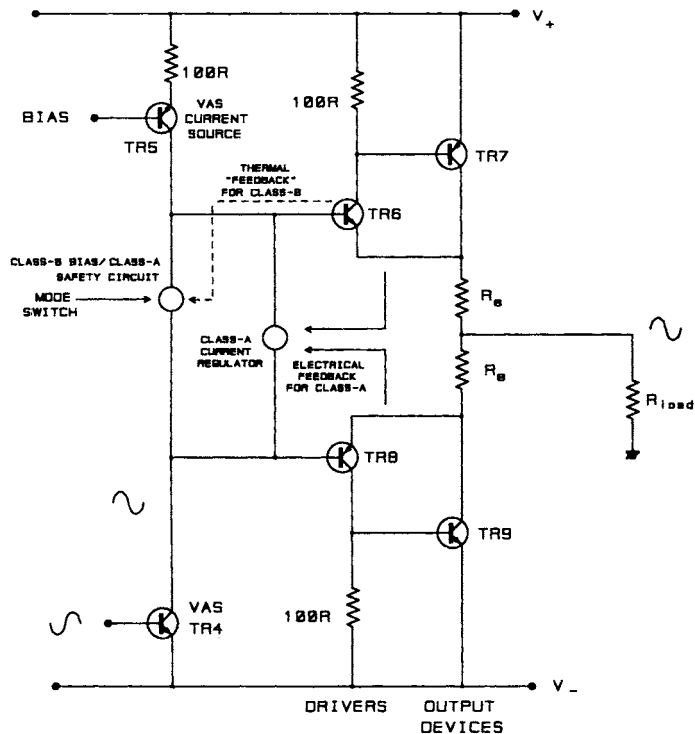 V+
100R
100R
BIAS
VAS
CURRENT
SOURCE
TR5
TR7
THERMAL
"FEEDBACK"
FOR CLASS-B
TR6
CLASS-B BIAS/CLASS-A
SAFETY CIRCUIT
MODE
SWITCH
Re
CLASS-A
CURRENT
REGULATOR
ELECTRICAL
FEEDBACK
FOR CLASS-A
Re
Rload
TR8
TR9
VAS
TR4
100R
V-
DRIVERS
OUTPUT
DEVICES